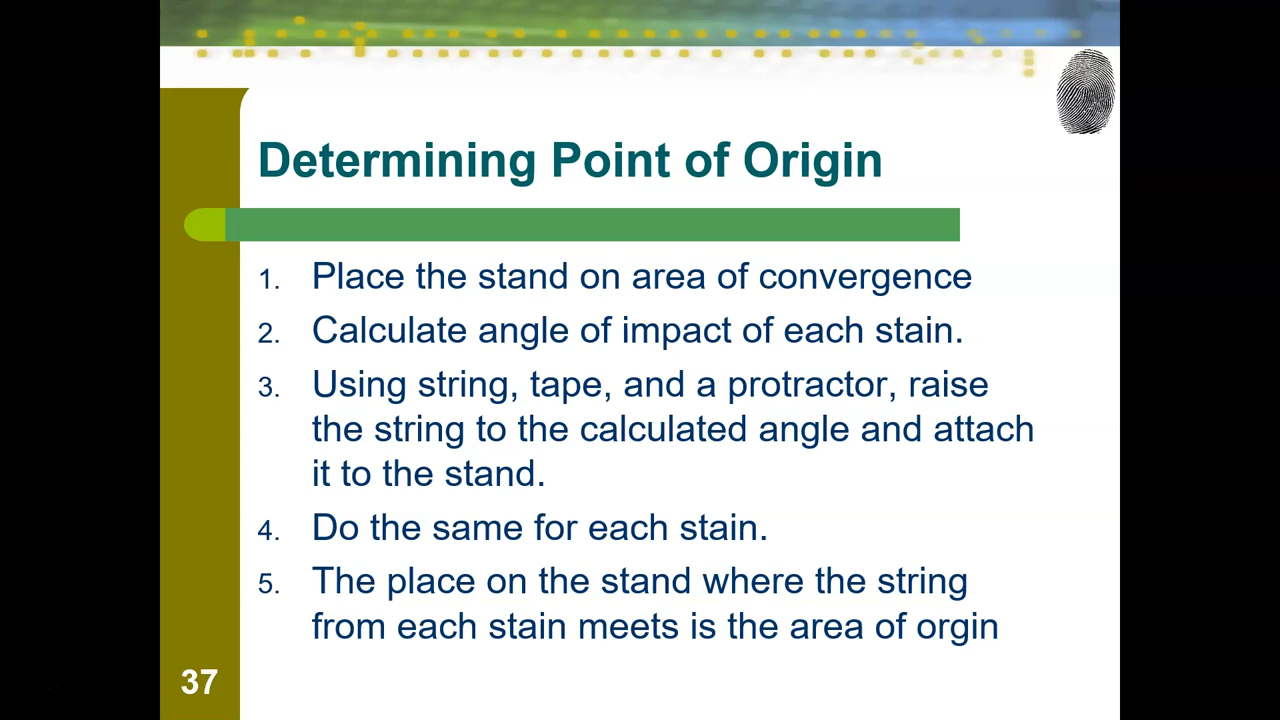 Determining Point of Origin
1. Place the stand on area of convergence
2. Calculate angle of impact of each stain.
3. Using string, tape, and a protractor, raise
the string to the calculated angle and attach
it to the stand.
4. Do the same for each stain.
5. The place on the stand where the string
from each stain meets is the area of orgin
37